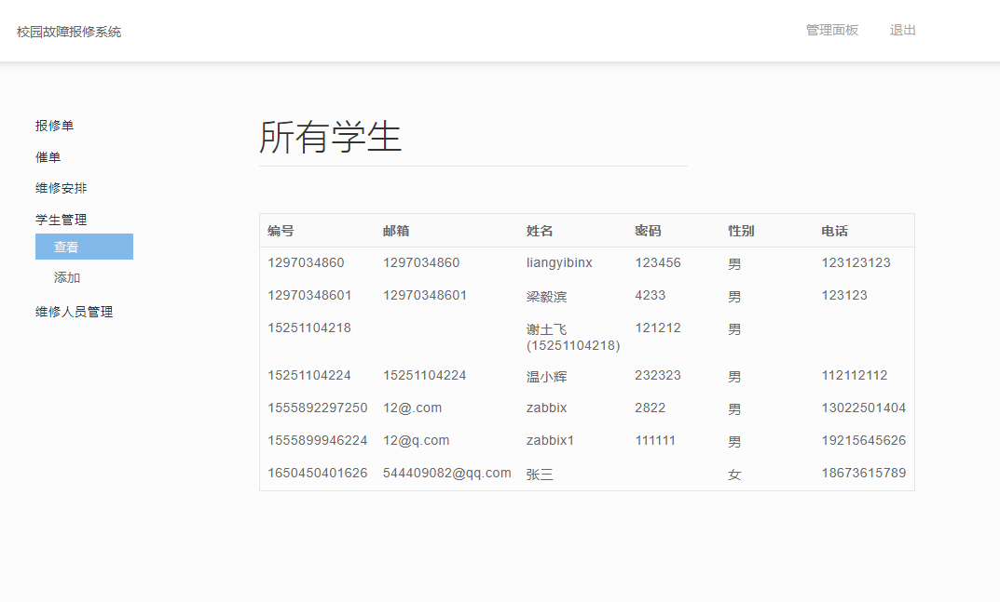 校园故障报修系统 管理面板 退出
报修单
催单
维修安排
学生管理
查看
添加
维修人员管理
所有学生
编号 邮箱 姓名 密码 性别 电话
1297034860 1297034860 liangyibinx 123456 男 123123123
12970348601 12970348601 梁毅滨 4233 男 123123
15251104218 谢土飞 121212 男
(15251104218)
15251104224 15251104224 温小辉 232323 男 112112112
1555892297250 12@.com zabbix 2822 男 13022501404
1555899946224 12@q.com zabbix1 111111 男 19215645626
1650450401626 544409082@qq.com 张三 女 18673615789